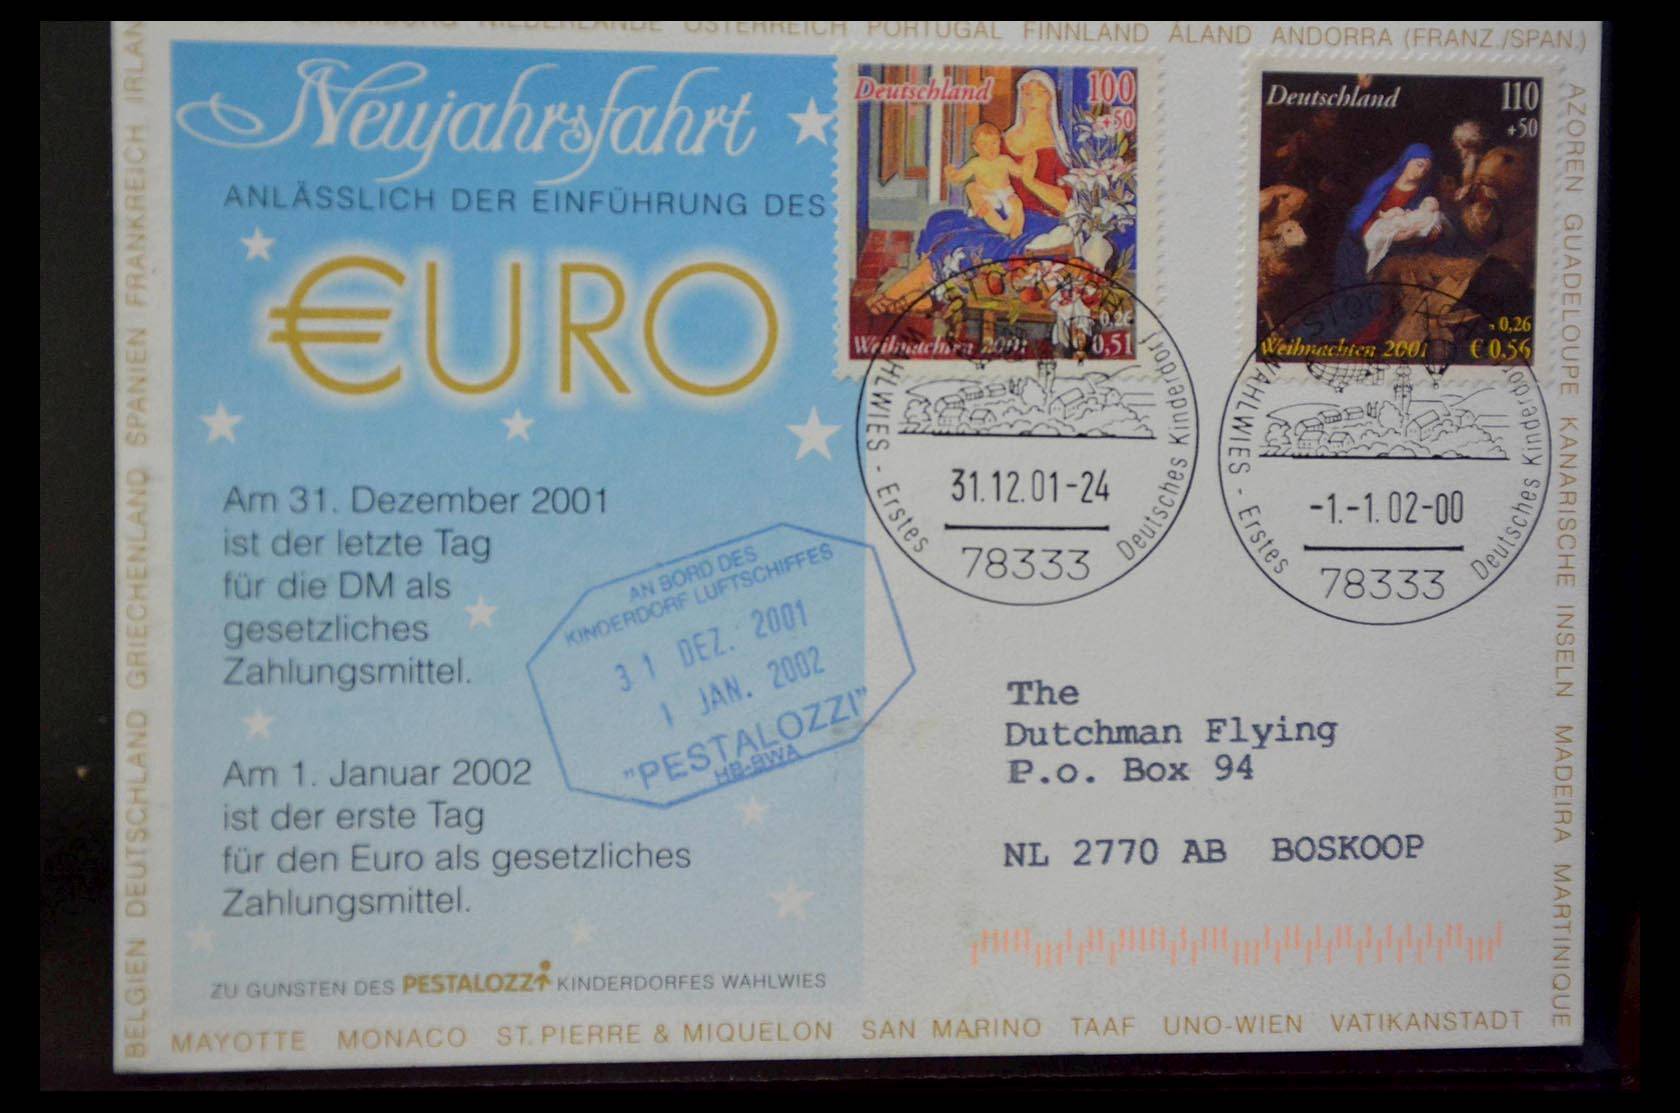 NIEDERLANDE ÖSTERREICH PORTUGAL FINNLAND ÅLAND ANDORRA (FRANZ./SPAN.)
AZOREN GUADELOUPE KANARISCHE INSELN MADEIRA MARTINIQUE
BELGIEN DEUTSCHLAND GRIECHENLAND SPANIEN FRANKREICH
Neujahrsfahrt
ANLÄSSLICH DER EINFÜHRUNG DES
€URO
Am 31. Dezember 2001
ist der letzte Tag
für die DM als
gesetzliches
Zahlungsmittel.
Am 1. Januar 2002
ist der erste Tag
für den Euro als gesetzliches
Zahlungsmittel.
ZU GUNSTEN DES PESTALOZZI KINDERDORFES WAHLWIES
AN BORD DES
KINDERDORF LUFTSCHIFFES
31 DEZ. 2001
1 JAN. 2002
"PESTALOZZI"
HB-BWA
Deutschland 100
+50
Weihnachten 2001 0,51
Deutschland 110
+50
+ 0,26
Weihnachten 2001 € 0.56
WAHLWIES - Erstes Deutsches Kinderdorf
31.12.01-24
78333
STOCKACH
WAHLWIES - Erstes Deutsches Kinderdorf
-1.-1.02-00
78333
The
Dutchman Flying
P.o. Box 94
NL 2770 AB BOSKOOP
MAYOTTE MONACO ST. PIERRE & MIQUELON SAN MARINO TAAF UNO-WIEN VATIKANSTADT